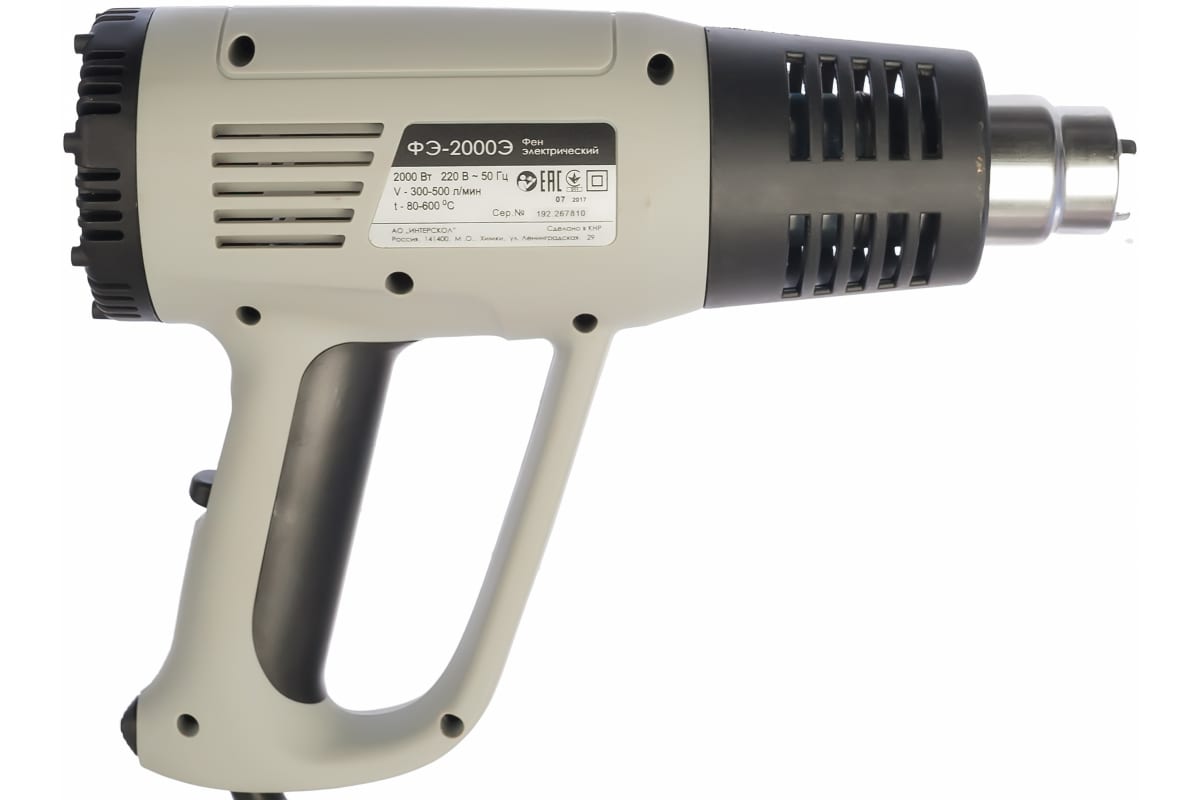 ФЭ-2000Э Фен электрический
2000 Вт 220 В ~ 50 Гц
V - 300-500 л/мин
t - 80-600 °C
EAC
07 2017
Сер.№ 192.267810
АО „ИНТЕРСКОЛ" Сделано в КНР
Россия, 141400, М.О., Химки, ул. Ленинградская, 29